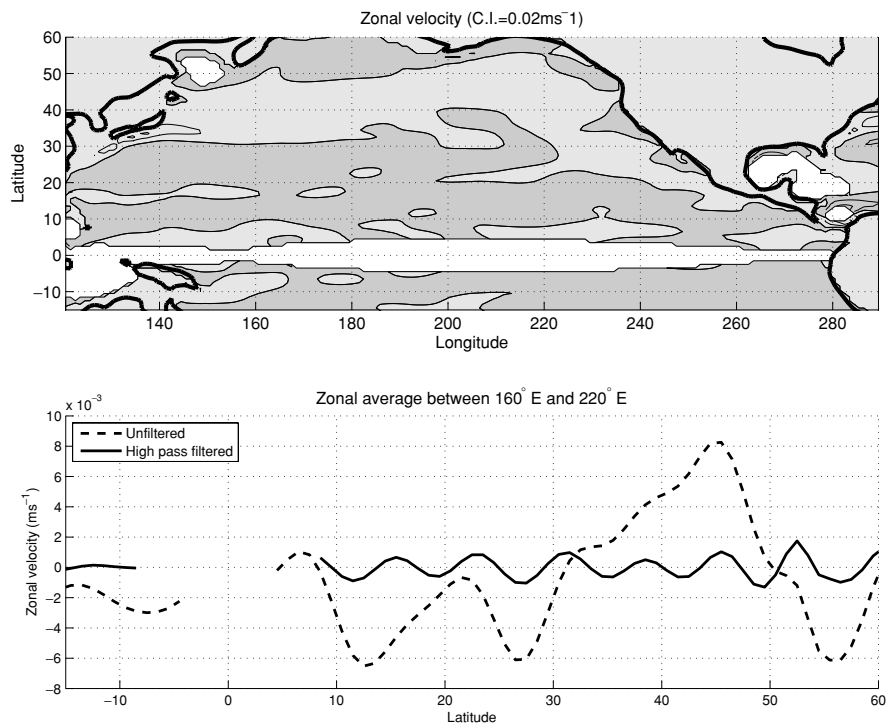 Zonal velocity (C.I.=0.02ms⁻1)
60
50
40
30
20
10
0
−10
Latitude
140 160 180 200 220 240 260 280
Longitude
Zonal average between 160° E and 220° E
x 10⁻³
10
8
6
4
2
0
−2
−4
−6
−8
Zonal velocity (ms⁻¹)
Unfiltered
High pass filtered
−10 0 10 20 30 40 50 60
Latitude